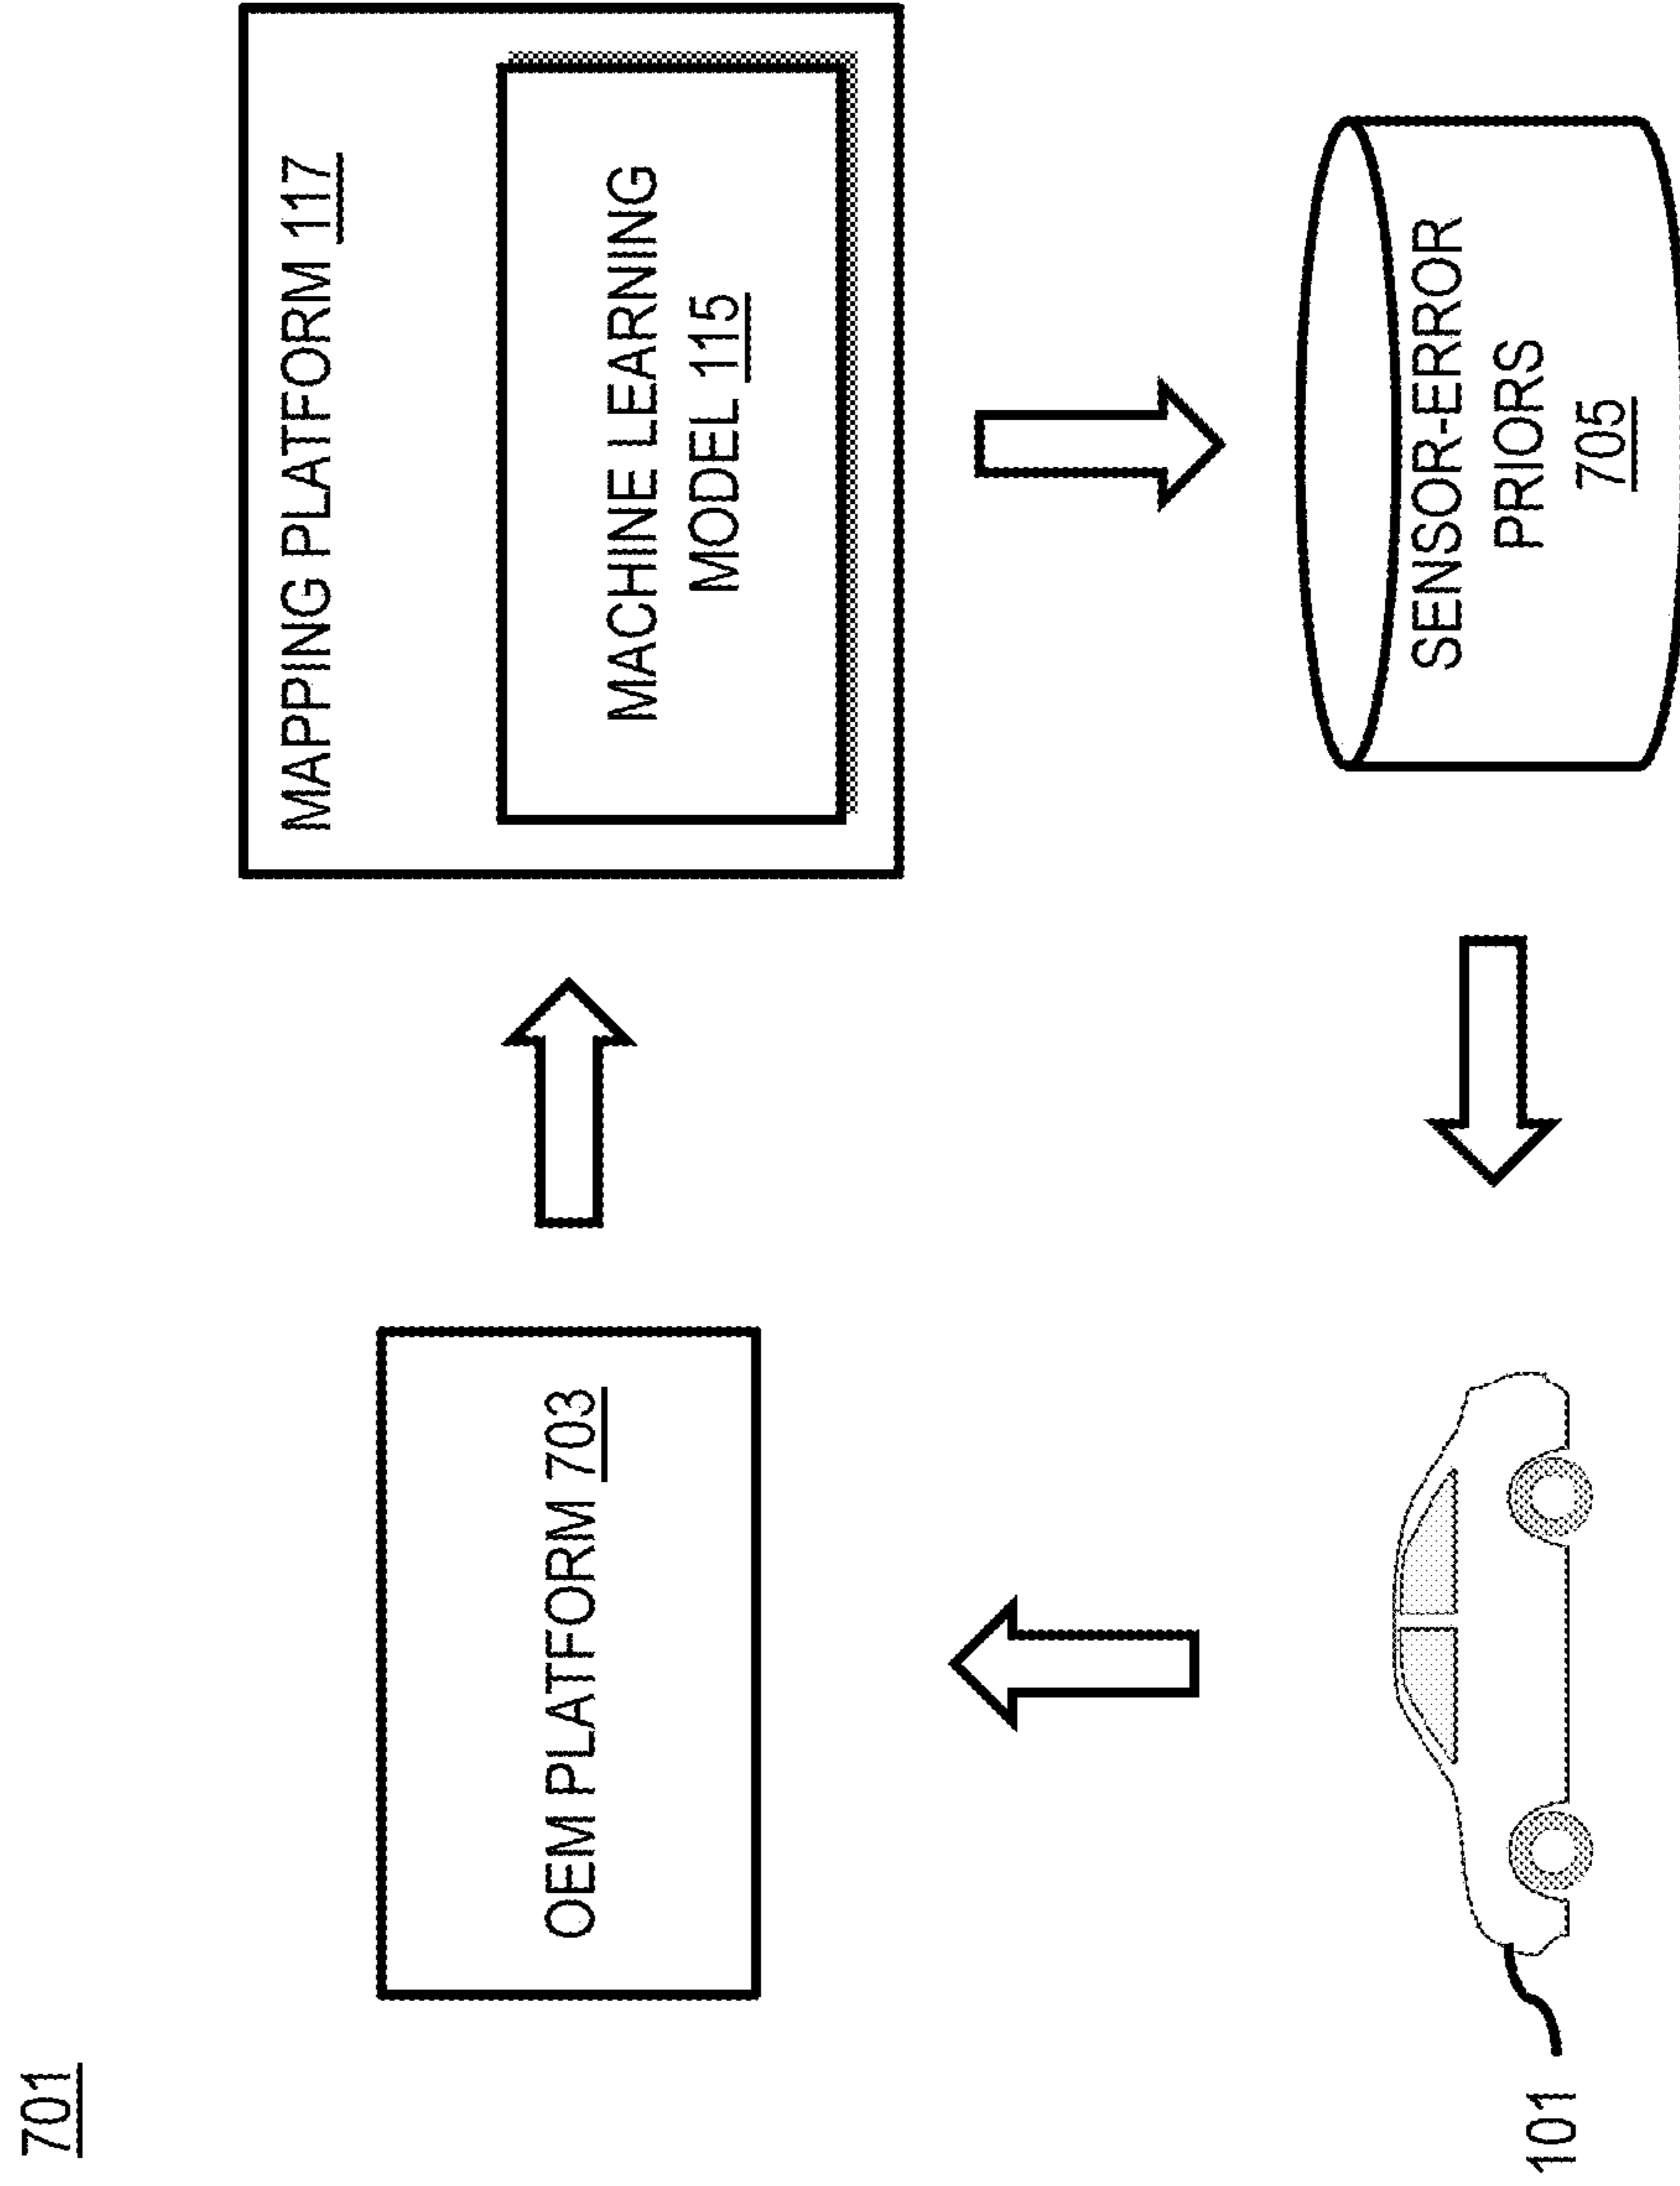 701
MAPPING PLATFORM 117
MACHINE LEARNING
MODEL 115
OEM PLATFORM 703
SENSOR-ERROR
PRIORS
705
101